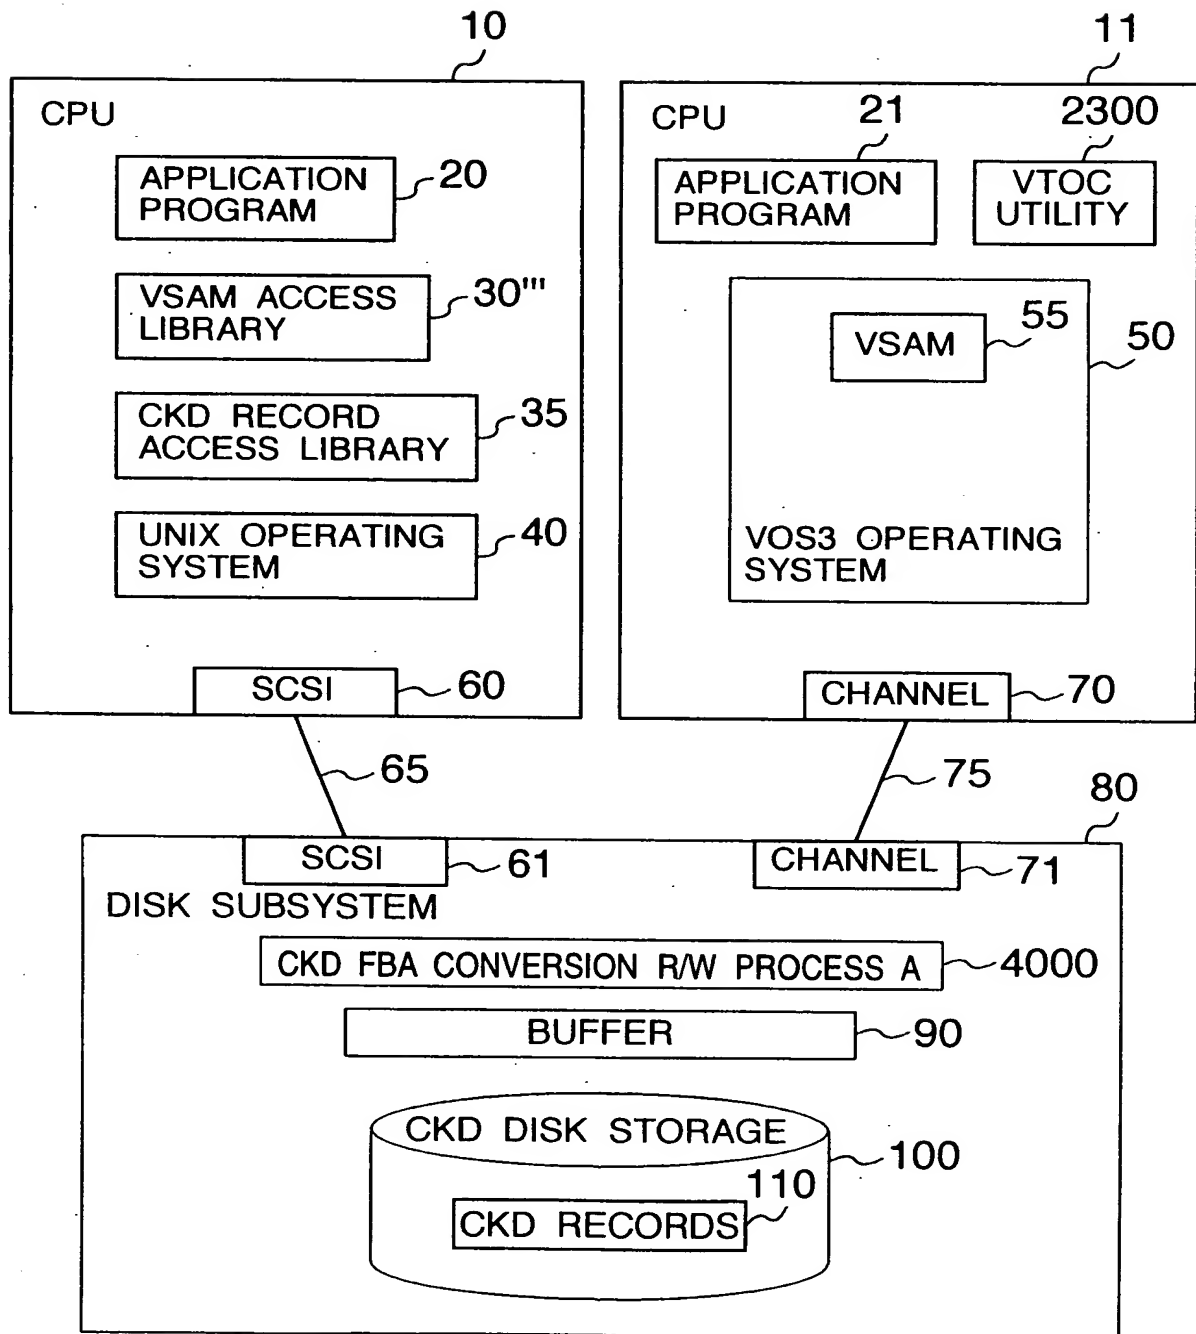 10
11
CPU
APPLICATION
PROGRAM
20
VSAM ACCESS
LIBRARY
30'''
CKD RECORD
ACCESS LIBRARY
35
UNIX OPERATING
SYSTEM
40
SCSI
60
CPU
21
2300
APPLICATION
PROGRAM
VTOC
UTILITY
VSAM
55
50
VOS3 OPERATING
SYSTEM
CHANNEL
70
65
75
80
SCSI
61
CHANNEL
71
DISK SUBSYSTEM
CKD FBA CONVERSION R/W PROCESS A
4000
BUFFER
90
CKD DISK STORAGE
100
110
CKD RECORDS